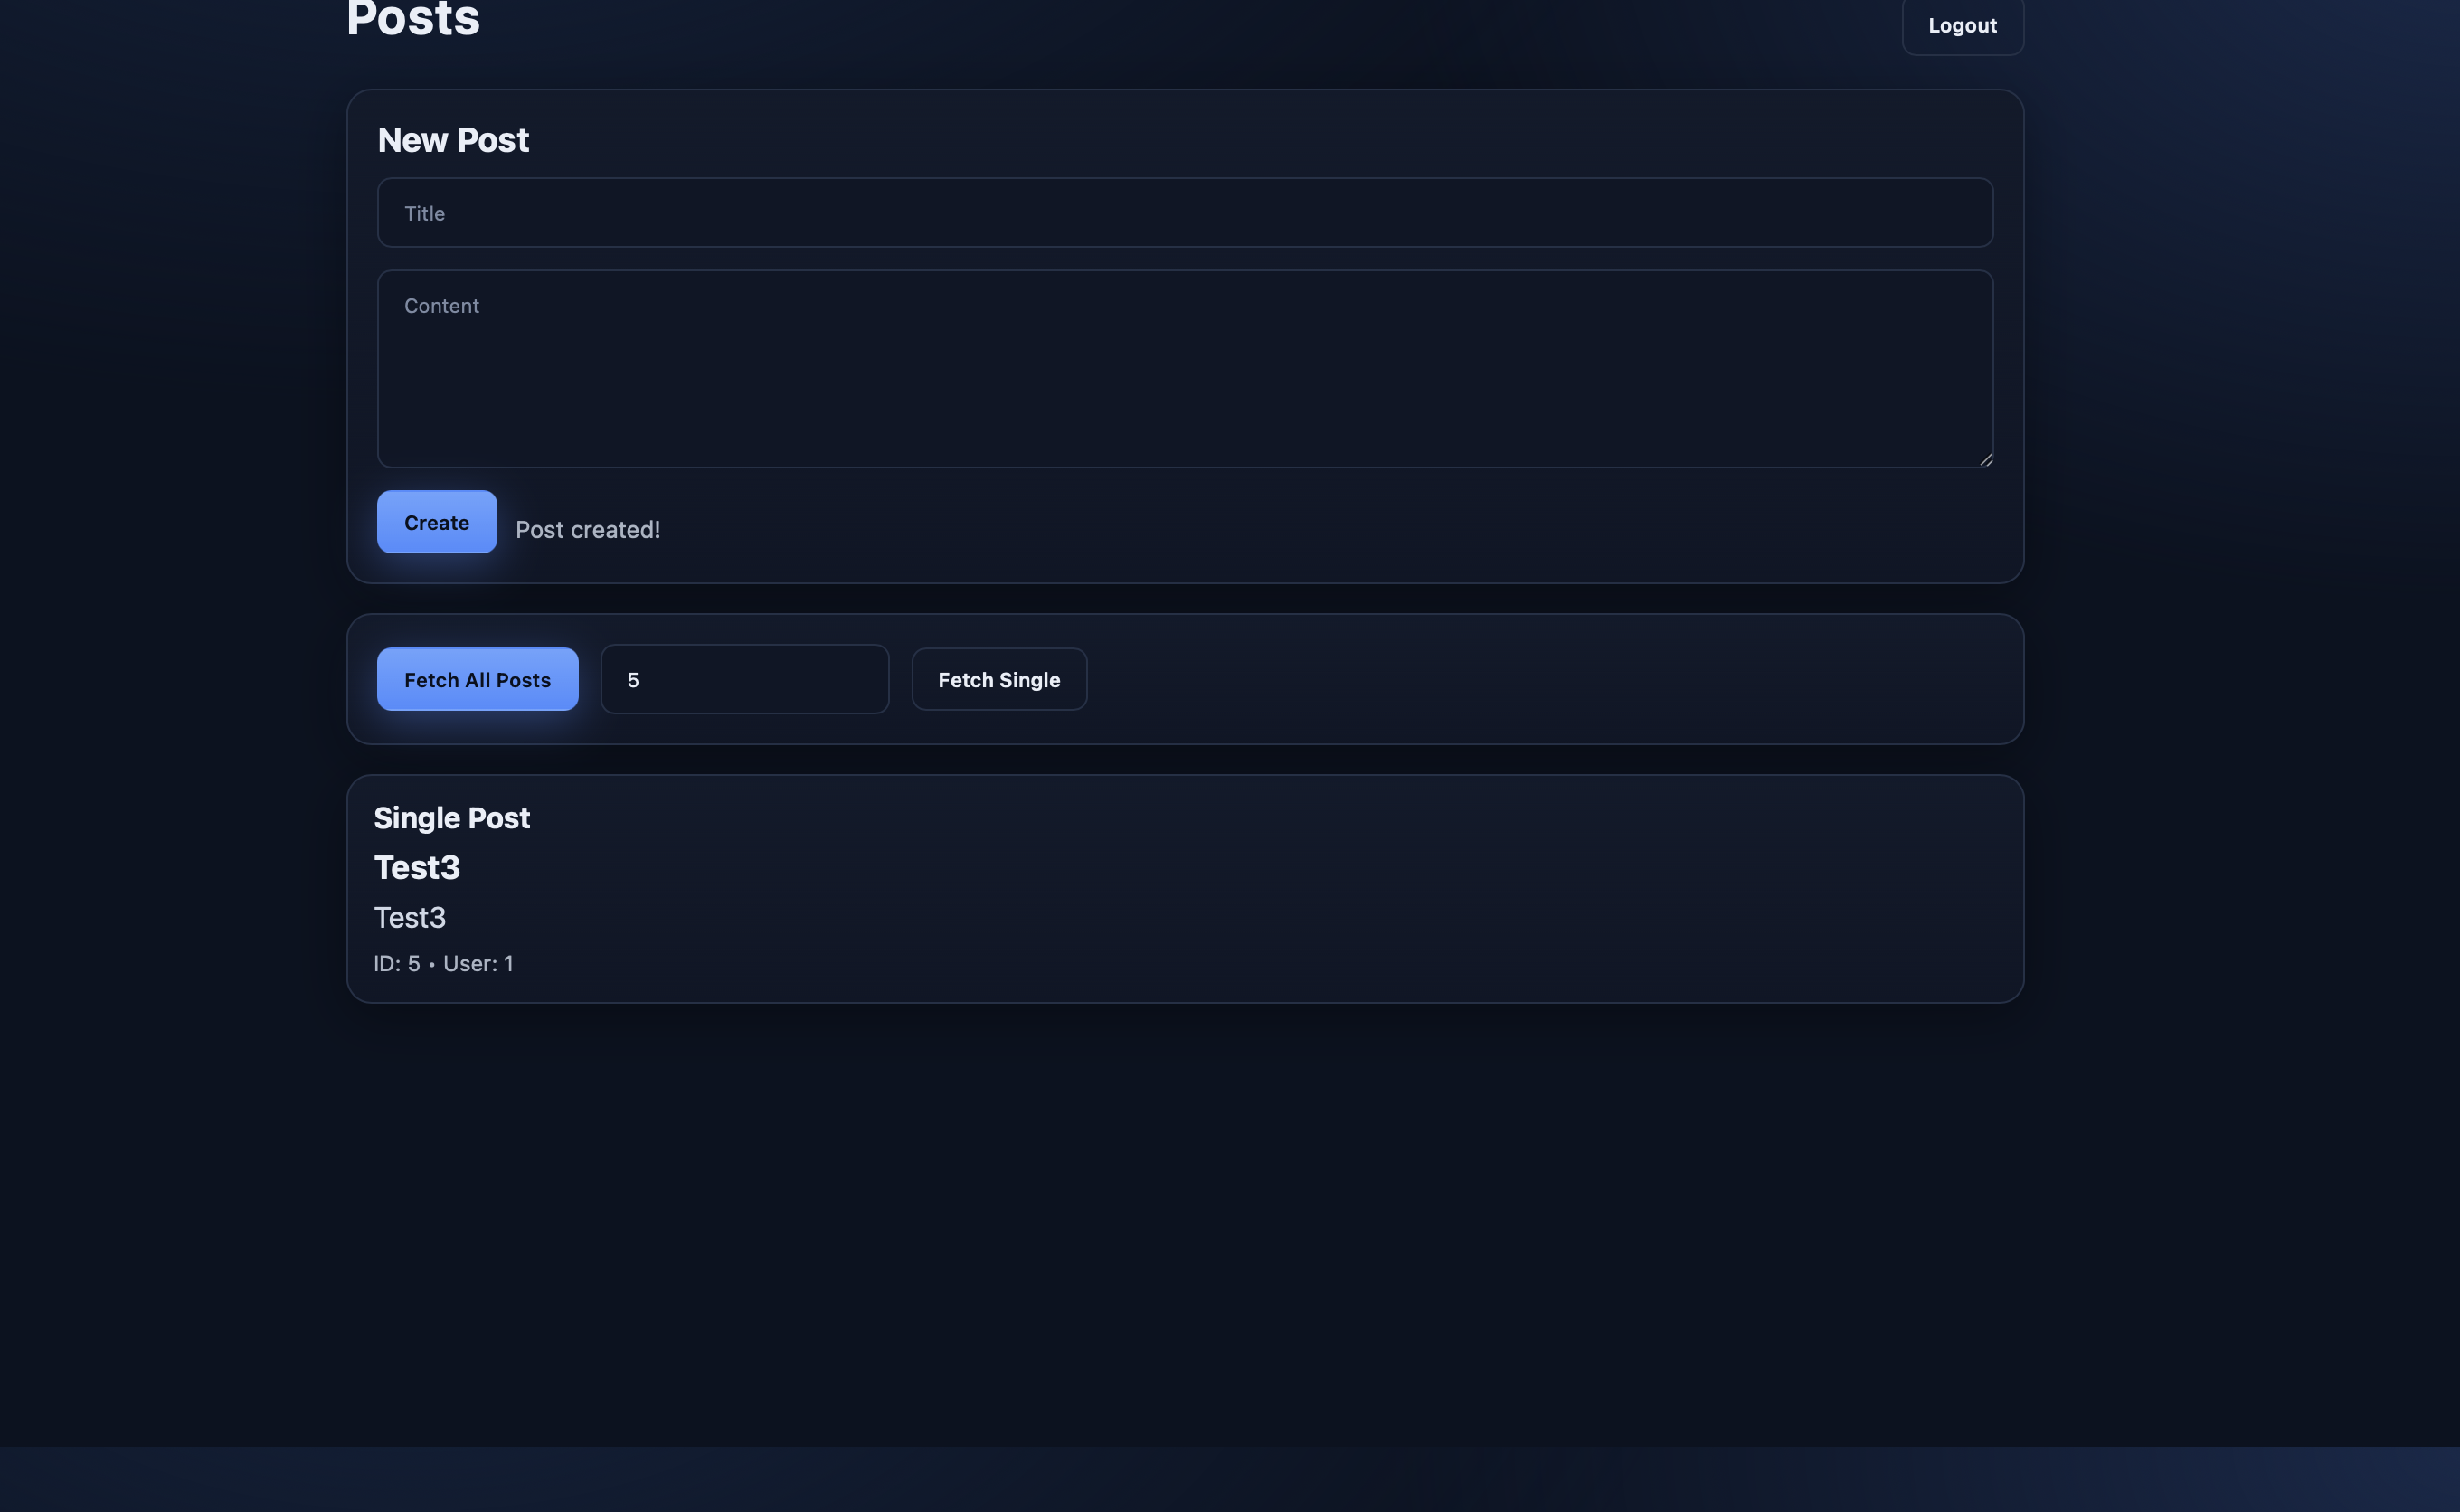 Posts
Logout
New Post
Title
Content
Create
Post created!
Fetch All Posts
5
Fetch Single
Single Post
Test3
Test3
ID: 5 • User: 1